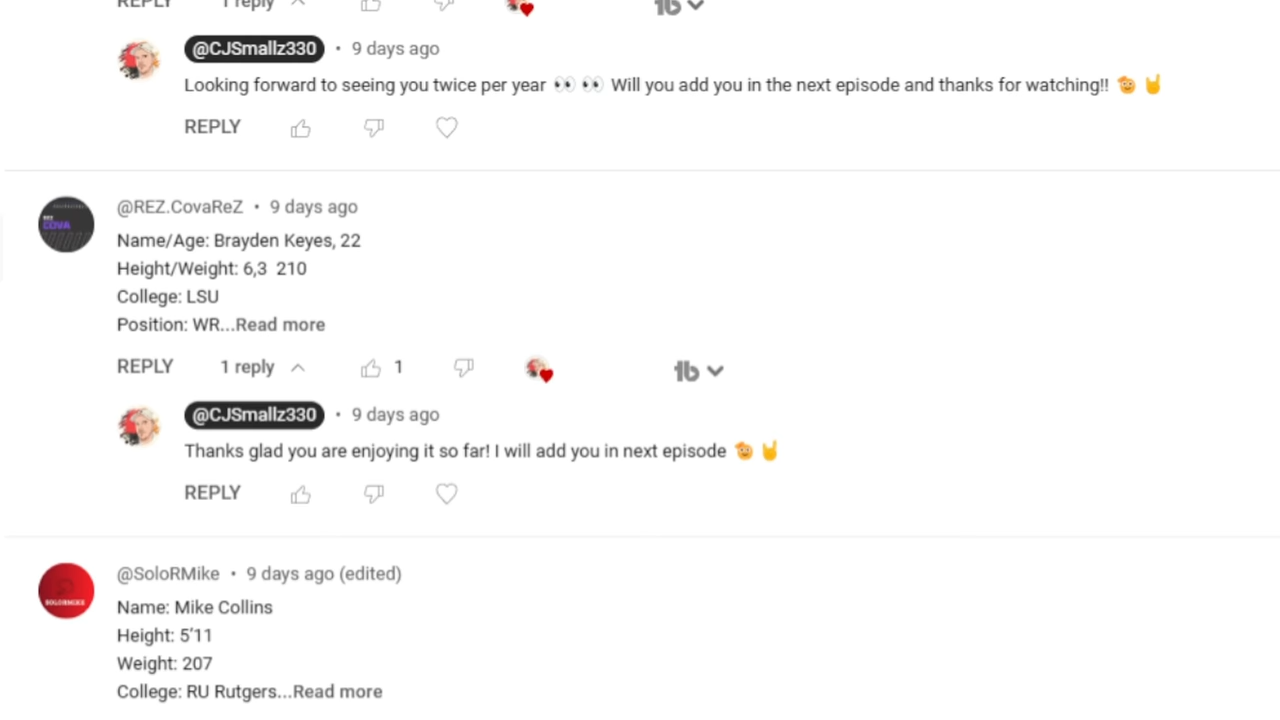 REPLY 1 reply
@CJSmallz330 • 9 days ago
Looking forward to seeing you twice per year 👀 👀 Will you add you in the next episode and thanks for watching!! 🫡 🤘
REPLY
@REZ.CovaReZ • 9 days ago
Name/Age: Brayden Keyes, 22
Height/Weight: 6,3 210
College: LSU
Position: WR...Read more
REPLY 1 reply 1
@CJSmallz330 • 9 days ago
Thanks glad you are enjoying it so far! I will add you in next episode 🫡 🤘
REPLY
@SoloRMike • 9 days ago (edited)
Name: Mike Collins
Height: 5'11
Weight: 207
College: RU Rutgers...Read more